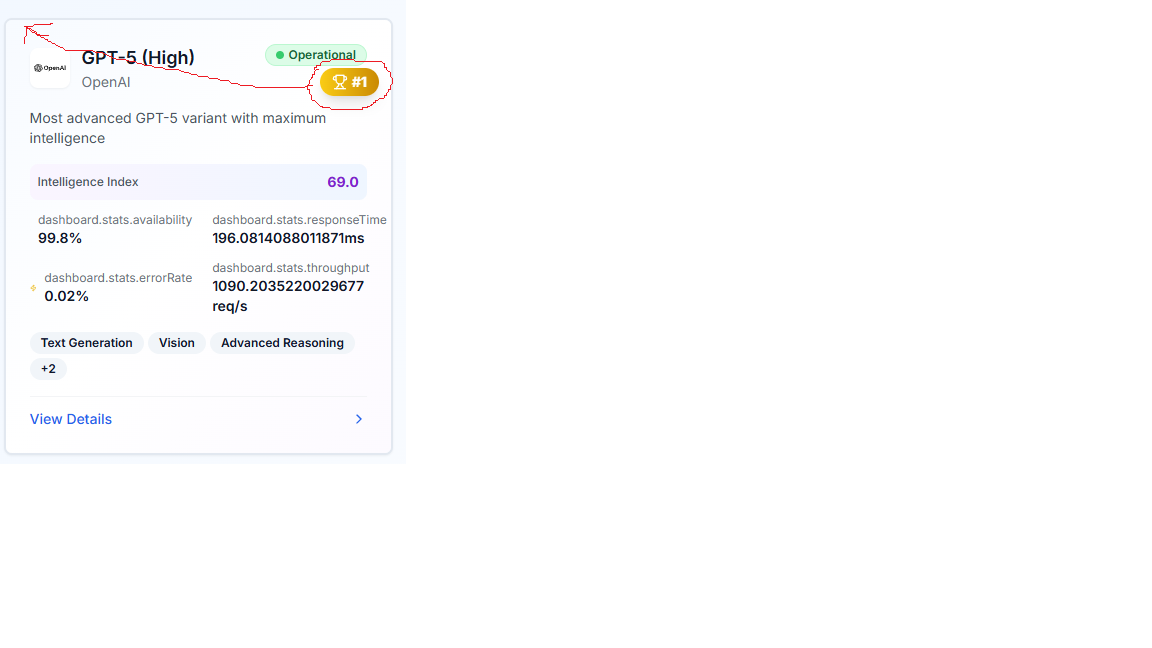 GPT-5 (High)
Operational
OpenAI
#1
OpenAI
Most advanced GPT-5 variant with maximum
intelligence
Intelligence Index
69.0
dashboard.stats.availability
99.8%
dashboard.stats.responseTime
196.0814088011871ms
dashboard.stats.errorRate
0.02%
dashboard.stats.throughput
1090.2035220029677
req/s
Text Generation
Vision
Advanced Reasoning
+2
View Details